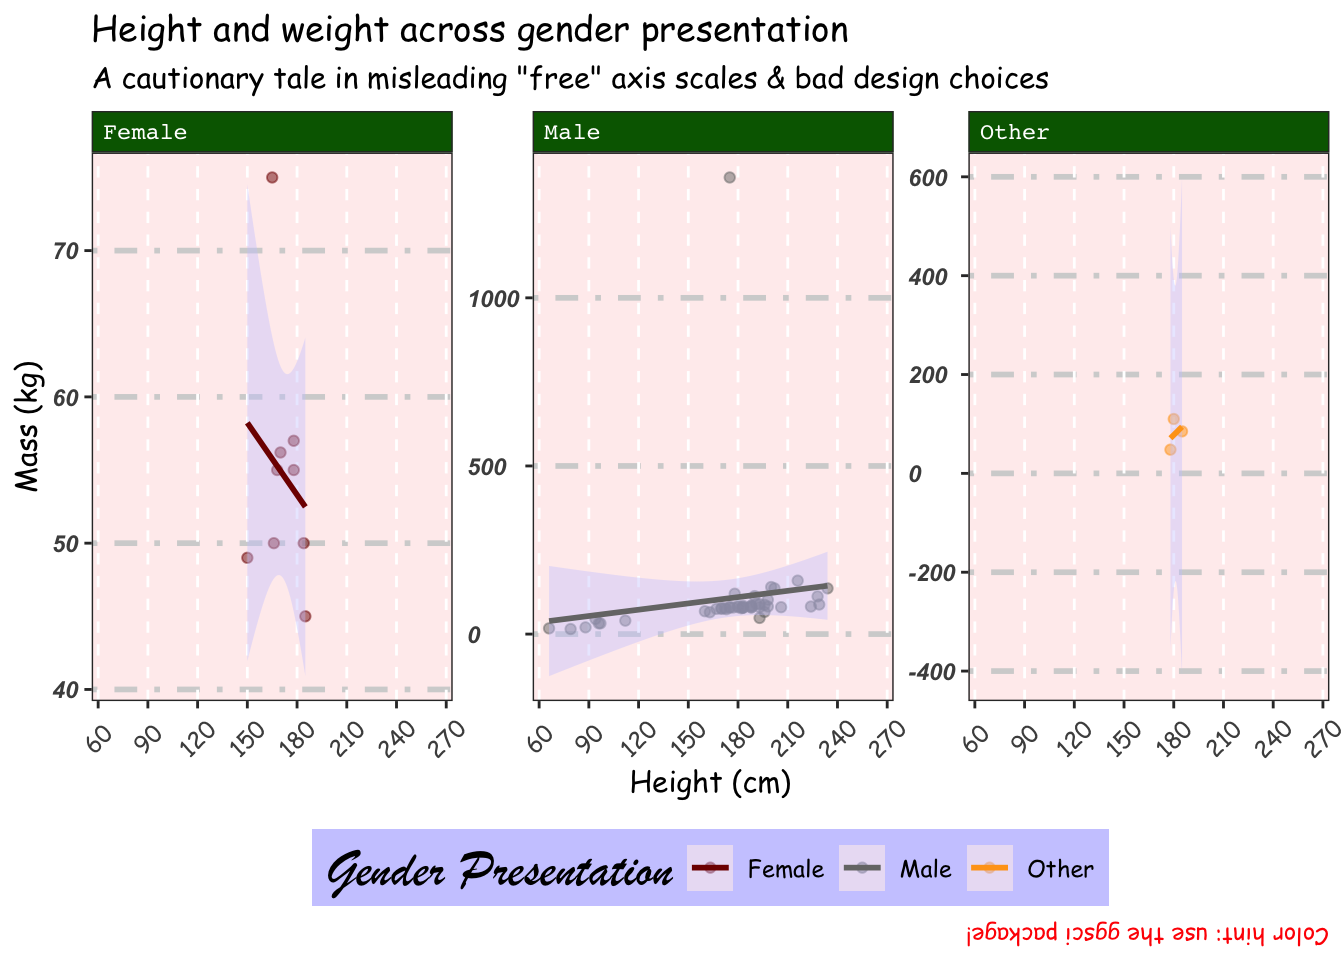 Height and weight across gender presentation
A cautionary tale in misleading "free" axis scales & bad design choices
Female
Male
Other
Mass (kg)
70
60
50
40
1000
500
0
600
400
200
0
-200
-400
60 90 120 150 180 210 240 270
60 90 120 150 180 210 240 270
60 90 120 150 180 210 240 270
Height (cm)
Gender Presentation Female Male Other
Color hint: use the ggsci package!